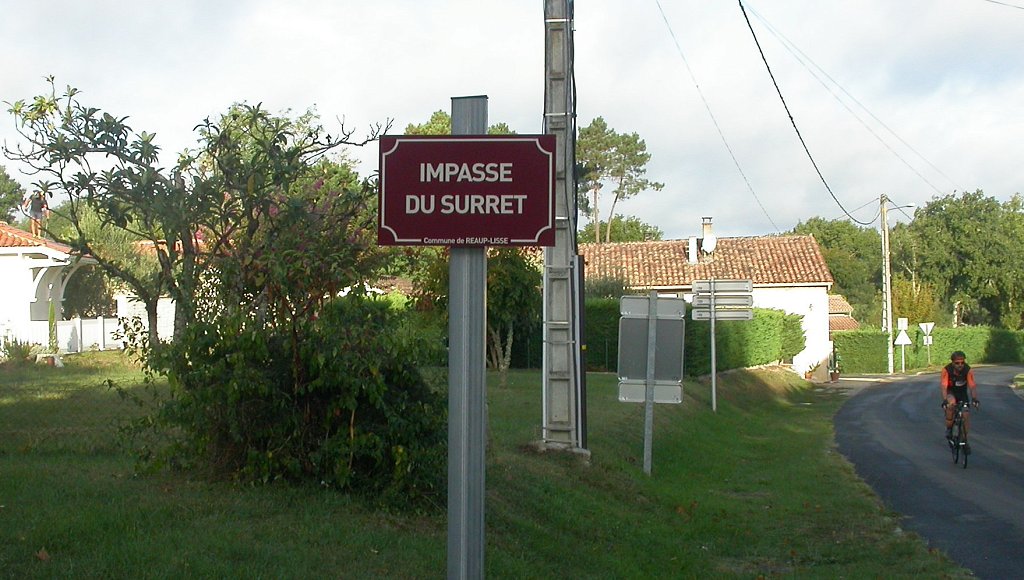 IMPASSE
DU SURRET
Commune de REAUP-LISSE